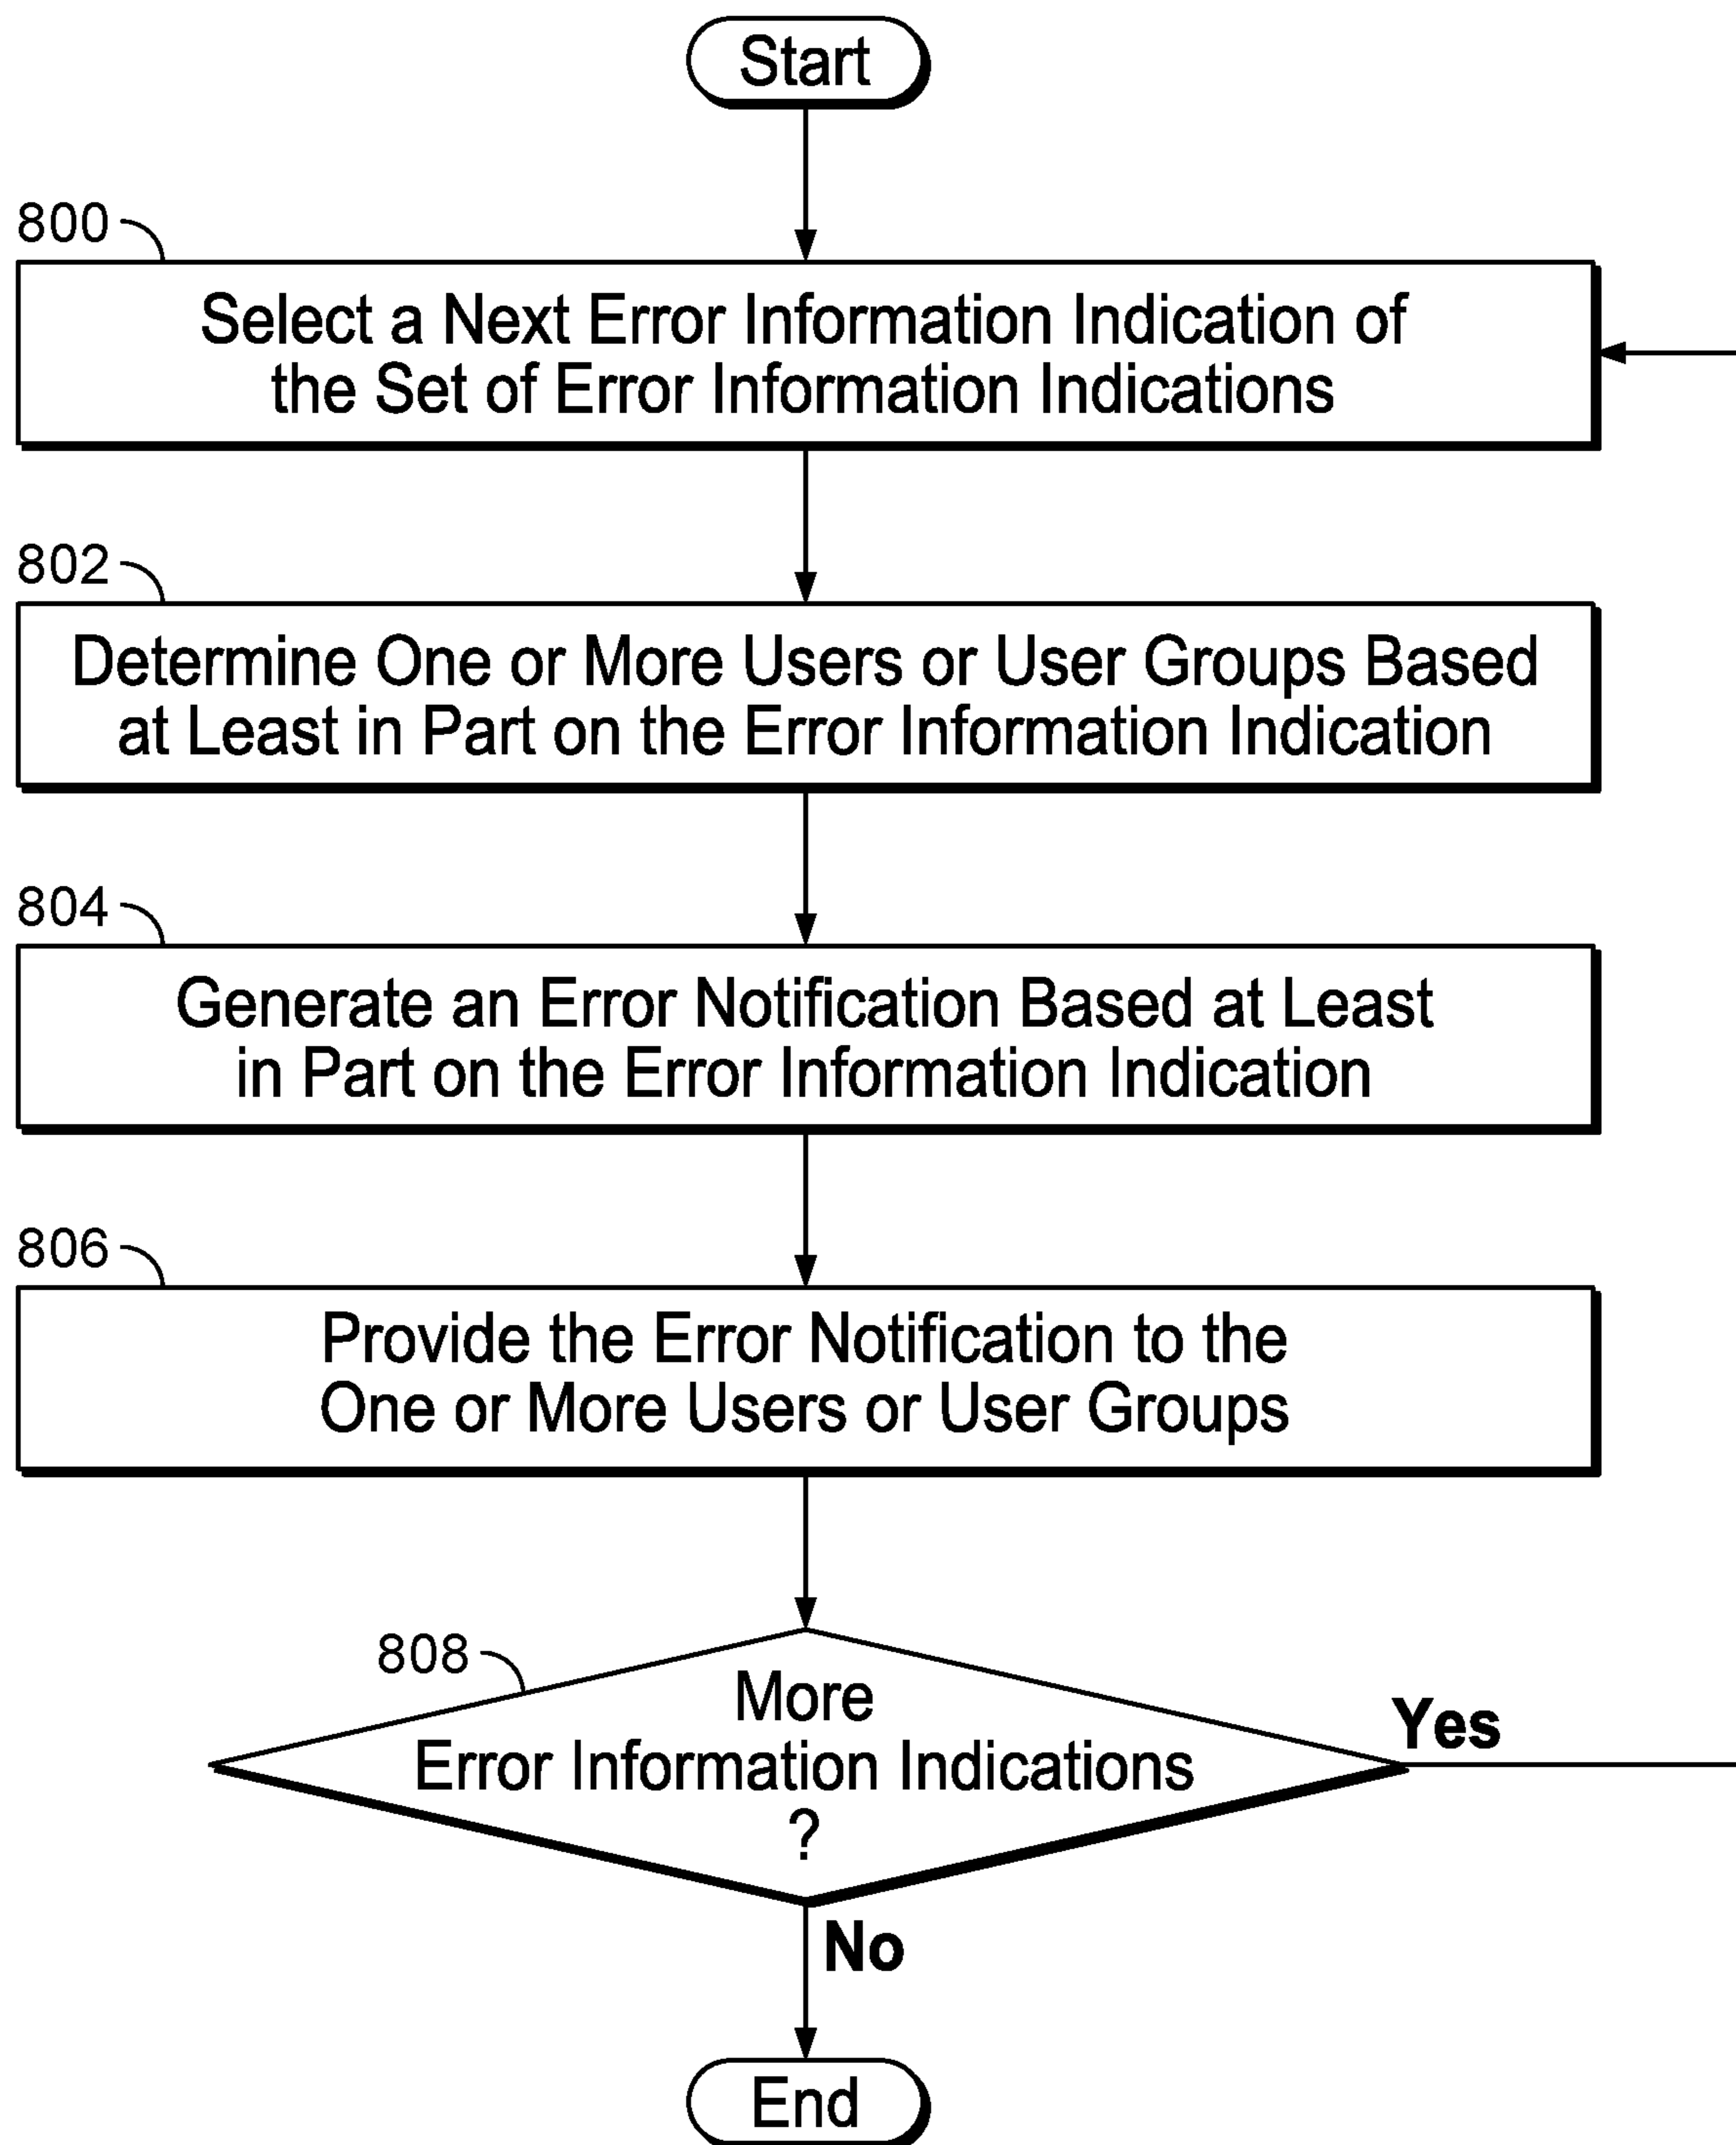 Start
800
Select a Next Error Information Indication of
the Set of Error Information Indications
802
Determine One or More Users or User Groups Based
at Least in Part on the Error Information Indication
804
Generate an Error Notification Based at Least
in Part on the Error Information Indication
806
Provide the Error Notification to the
One or More Users or User Groups
808
More
Error Information Indications
?
Yes
No
End